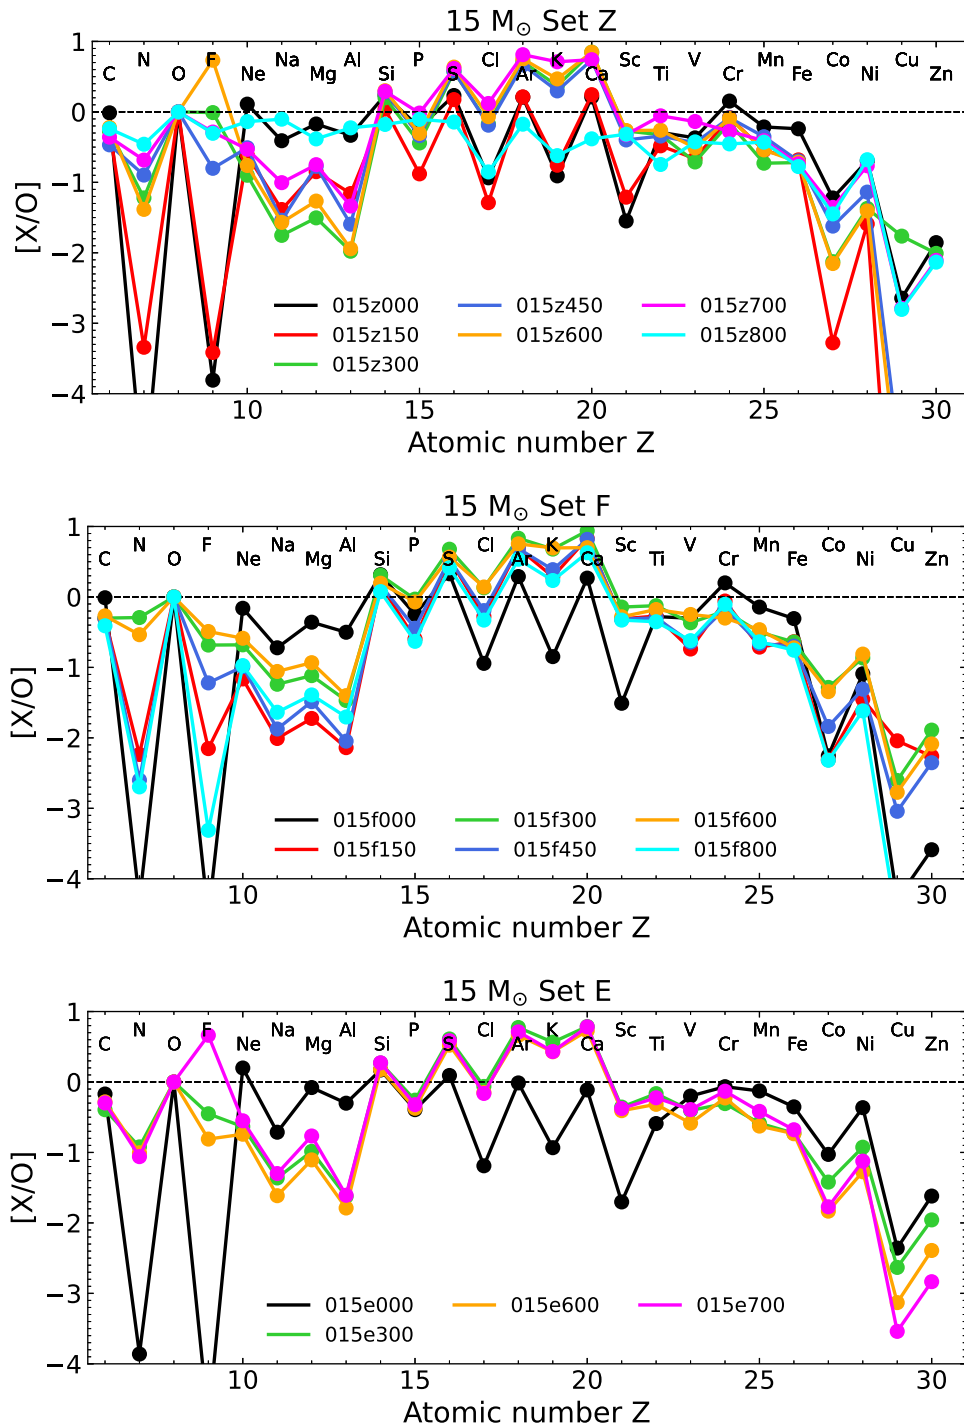 15 M⊙ Set Z
[X/O]
1
0
−1
−2
−3
−4
C N O F Ne Na Mg Al Si P S Cl Ar K Ca Sc Ti V Cr Mn Fe Co Ni Cu Zn
015z000 015z450 015z700
015z150 015z600 015z800
015z300
10 15 20 25 30
Atomic number Z
15 M⊙ Set F
[X/O]
1
0
−1
−2
−3
−4
C N O F Ne Na Mg Al Si P S Cl Ar K Ca Sc Ti V Cr Mn Fe Co Ni Cu Zn
015f000 015f300 015f600
015f150 015f450 015f800
10 15 20 25 30
Atomic number Z
15 M⊙ Set E
[X/O]
1
0
−1
−2
−3
−4
C N O F Ne Na Mg Al Si P S Cl Ar K Ca Sc Ti V Cr Mn Fe Co Ni Cu Zn
015e000 015e600 015e700
015e300
10 15 20 25 30
Atomic number Z